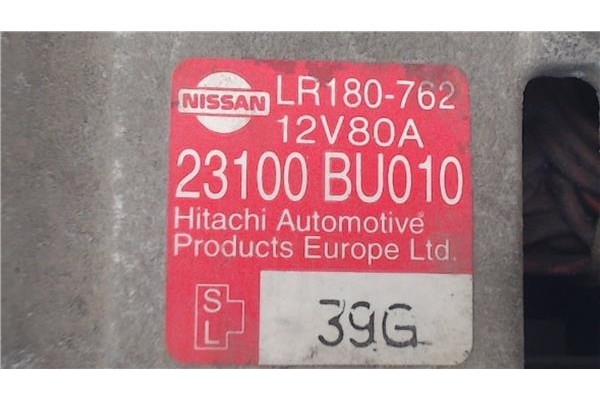 NISSAN LR180-762
12V80A
23100 BU010
Hitachi Automotive
Products Europe Ltd.
S
L 39G